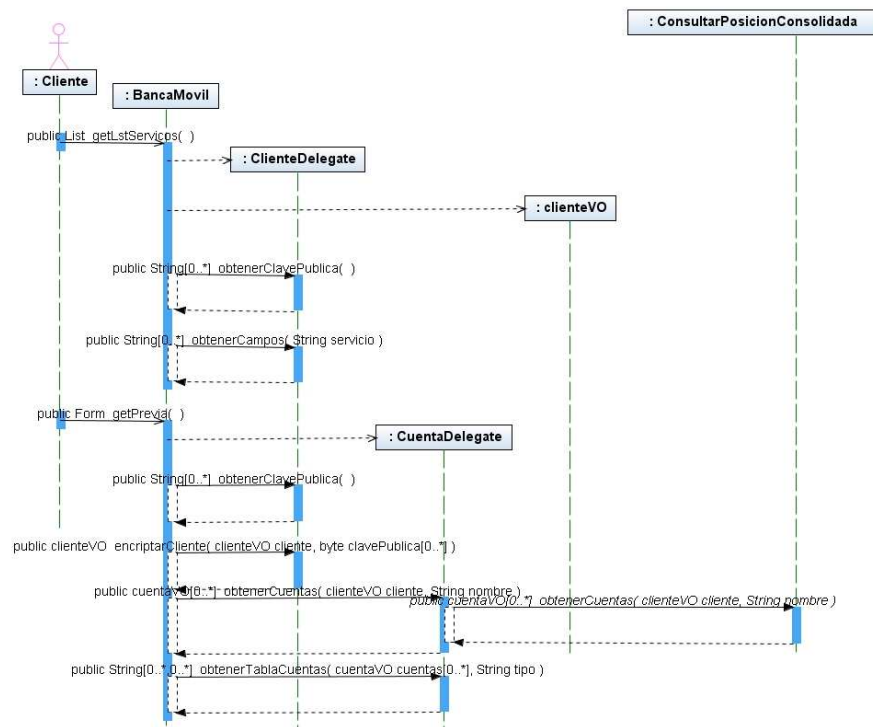 : ConsultarPosicionConsolidada
: Cliente
: BancaMovil
public List getLstServicos( )
: ClienteDelegate
: clienteVO
public String[0..*] obtenerClavePublica( )
public String[0..*] obtenerCampos( String servicio )
public Form getPrevia( )
: CuentaDelegate
public String[0..*] obtenerClavePublica( )
public clienteVO encriptarCliente( clienteVO cliente, byte clavePublica[0..*] )
public cuentaVO[0..*] obtenerCuentas( clienteVO cliente, String nombre )
public cuentaVO[0..*] obtenerCuentas( clienteVO cliente, String nombre )
public String[0..*,0..*] obtenerTablaCuentas( cuentaVO cuentas[0..*], String tipo )